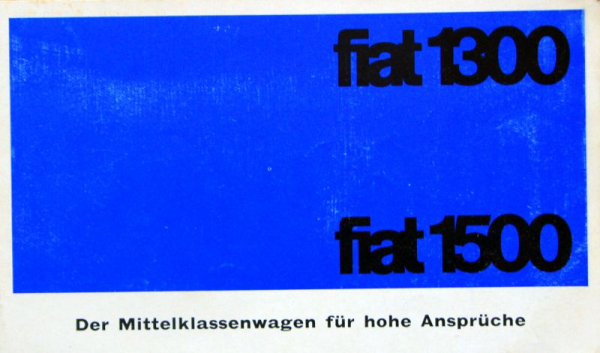 fiat 1300
fiat 1500
Der Mittelklassenwagen für hohe Ansprüche